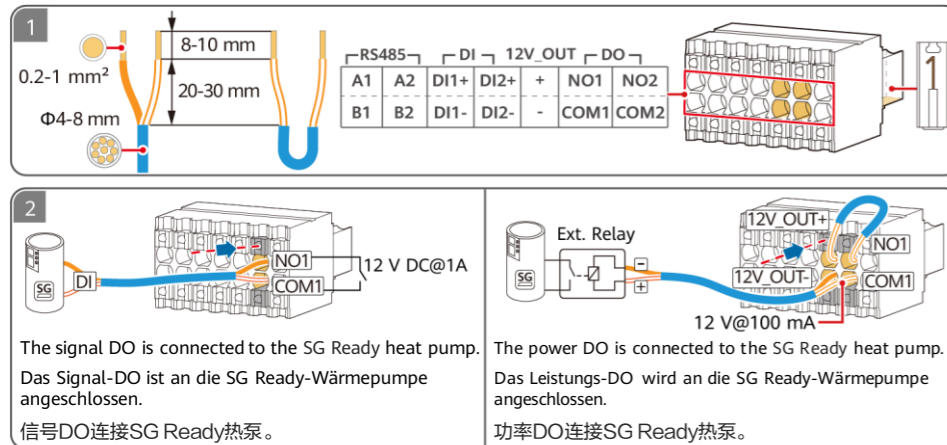 1
8-10 mm
0.2-1 mm²
20-30 mm
Φ4-8 mm
RS485 DI 12V_OUT DO
A1 A2 DI1+ DI2+ + NO1 NO2
B1 B2 DI1- DI2- - COM1 COM2
1
2
NO1
12 V DC@1A
DI
COM1
SG
The signal DO is connected to the SG Ready heat pump.
Das Signal-DO ist an die SG Ready-Wärmepumpe
angeschlossen.
信号DO连接SG Ready热泵。
12V_OUT+
Ext. Relay
NO1
-
12V_OUT-
COM1
SG
+
12 V@100 mA
The power DO is connected to the SG Ready heat pump.
Das Leistungs-DO wird an die SG Ready-Wärmepumpe
angeschlossen.
功率DO连接SG Ready热泵。